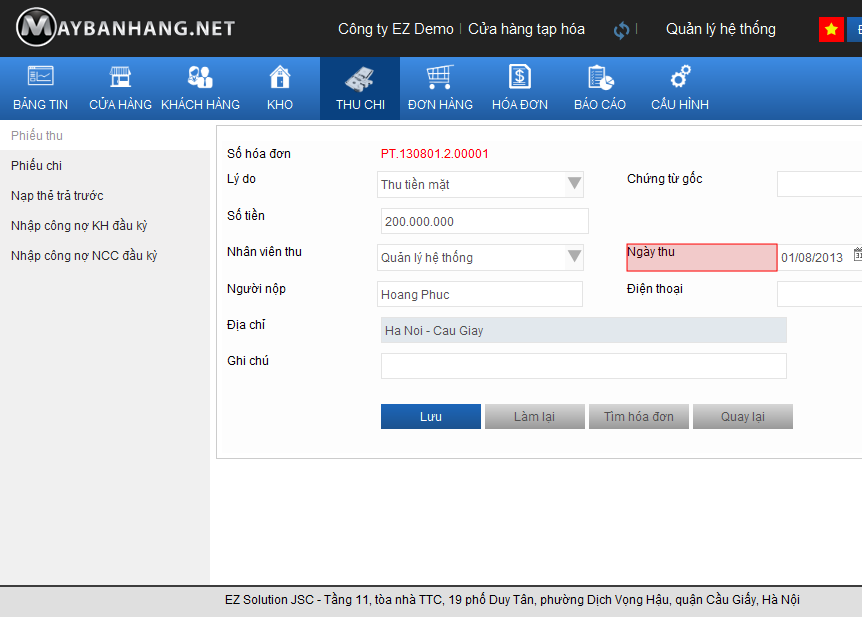 MAYBANHANG.NET
Công ty EZ Demo | Cửa hàng tạp hóa | Quản lý hệ thống
BẢNG TIN CỬA HÀNG KHÁCH HÀNG KHO THU CHI ĐƠN HÀNG HÓA ĐƠN BÁO CÁO CẤU HÌNH
Phiếu thu
Phiếu chi
Nạp thẻ trả trước
Nhập công nợ KH đầu kỳ
Nhập công nợ NCC đầu kỳ
Số hóa đơn PT.130801.2.00001
Lý do Thu tiền mặt Chứng từ gốc
Số tiền 200.000.000
Nhân viên thu Quản lý hệ thống Ngày thu 01/08/2013
Người nộp Hoang Phuc Điện thoại
Địa chỉ Ha Noi - Cau Giay
Ghi chú
Lưu Làm lại Tìm hóa đơn Quay lại
EZ Solution JSC - Tầng 11, tòa nhà TTC, 19 phố Duy Tân, phường Dịch Vọng Hậu, quận Cầu Giấy, Hà Nội